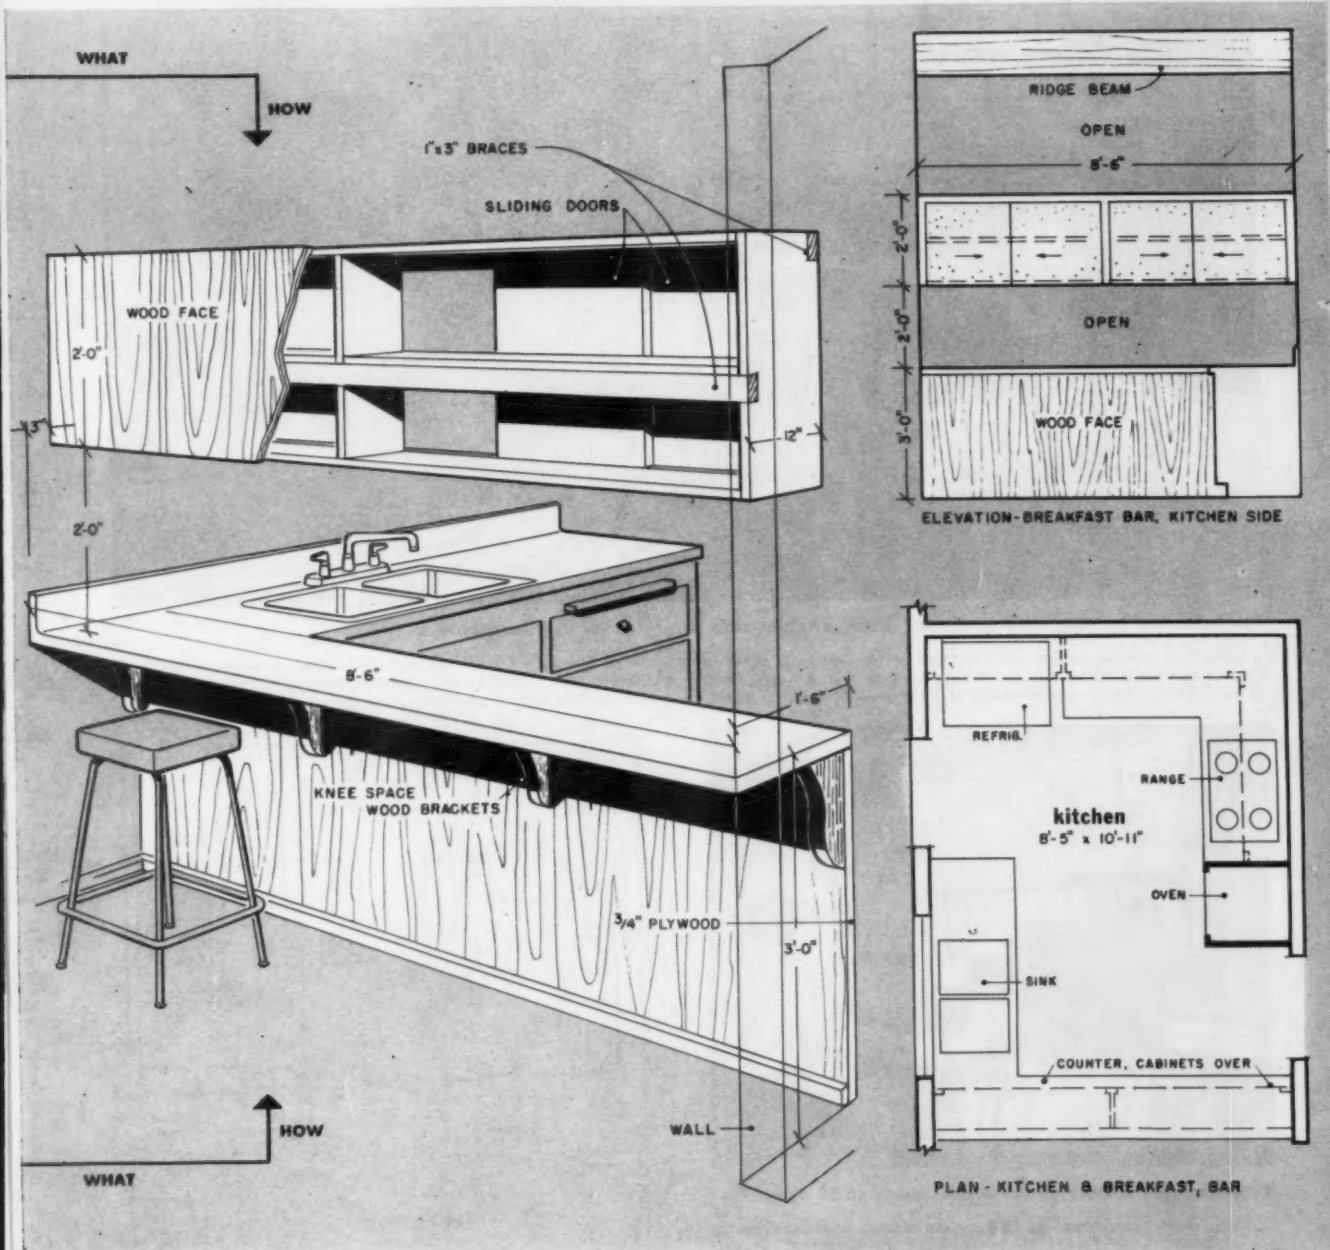 WHAT
HOW
1"x3" BRACES
SLIDING DOORS
WOOD FACE
2'-0"
3"
12"
2'-0"
8'-6"
1'-6"
KNEE SPACE
WOOD BRACKETS
3/4" PLYWOOD
3'-0"
WALL
HOW
WHAT
RIDGE BEAM
OPEN
8'-6"
2'-0"
2'-0"
OPEN
3'-0"
WOOD FACE
ELEVATION-BREAKFAST BAR, KITCHEN SIDE
REFRIG.
RANGE
kitchen
8'-5" x 10'-11"
OVEN
SINK
COUNTER, CABINETS OVER
PLAN - KITCHEN & BREAKFAST, BAR